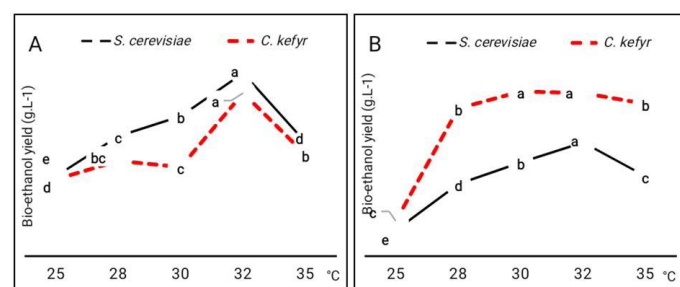 A
S. cerevisiae
C. kefyr
Bio-ethanol yield (g.L-1)
a
a
b
c
e
bc
d
c
d
b
25 28 30 32 35 °C
B
S. cerevisiae
C. kefyr
Bio-ethanol yield (g.L-1)
a
a
b
b
a
b
d
c
c
e
25 28 30 32 35 °C